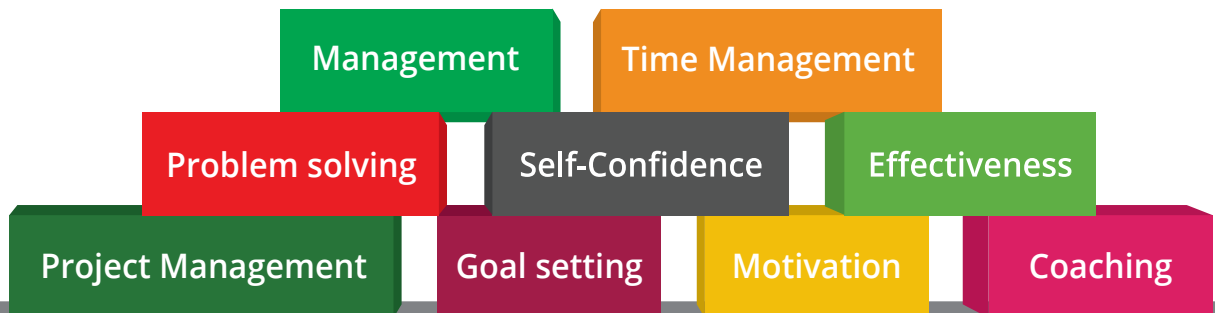 Management
Time Management
Problem solving
Self-Confidence
Effectiveness
Project Management
Goal setting
Motivation
Coaching